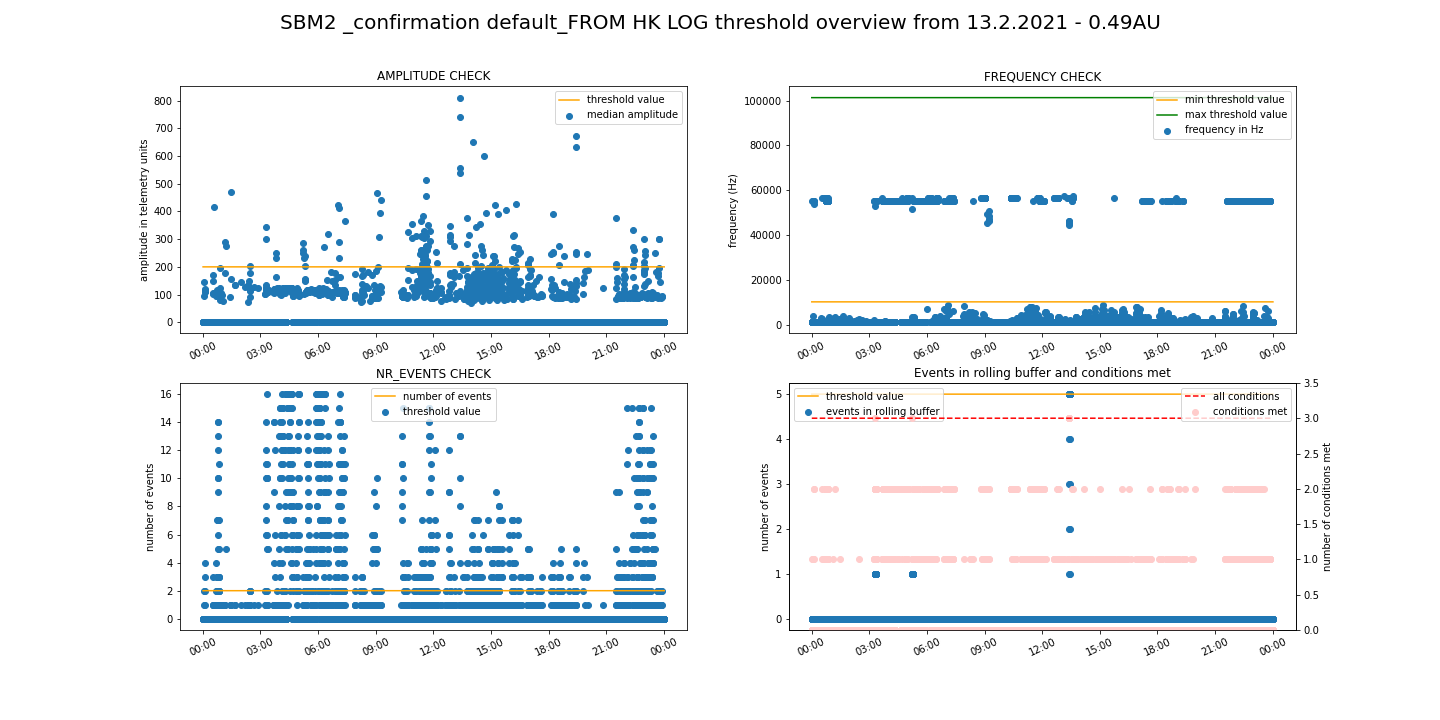 SBM2 _confirmation default_FROM HK LOG threshold overview from 13.2.2021 - 0.49AU
AMPLITUDE CHECK
amplitude in telemetry units
800
700
600
500
400
300
200
100
0
threshold value
median amplitude
00:00 03:00 06:00 09:00 12:00 15:00 18:00 21:00 00:00
FREQUENCY CHECK
frequency (Hz)
100000
80000
60000
40000
20000
0
min threshold value
max threshold value
frequency in Hz
00:00 03:00 06:00 09:00 12:00 15:00 18:00 21:00 00:00
NR_EVENTS CHECK
number of events
16
14
12
10
8
6
4
2
0
number of events
threshold value
00:00 03:00 06:00 09:00 12:00 15:00 18:00 21:00 00:00
Events in rolling buffer and conditions met
number of events
5
4
3
2
1
0
threshold value
events in rolling buffer
all conditions
conditions met
3.5
3.0
2.5
2.0
1.5
1.0
0.5
0.0
number of conditions met
00:00 03:00 06:00 09:00 12:00 15:00 18:00 21:00 00:00